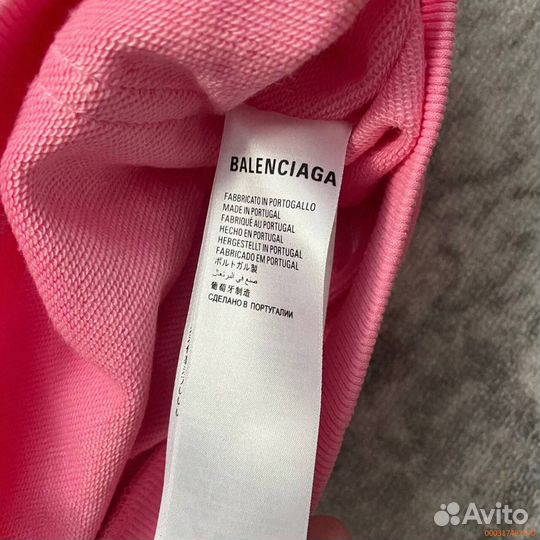 BALENCIAGA
FABBRICATO IN PORTOGALLO
MADE IN PORTUGAL
FABRIQUÉ AU PORTUGAL
HECHO EN PORTUGAL
HERGESTELLT IN PORTUGAL
FABRICADO EM PORTUGAL
ポルトガル製
صنع في البرتغال
葡萄牙制造
СДЕЛАНО В ПОРТУГАЛИИ
Avito